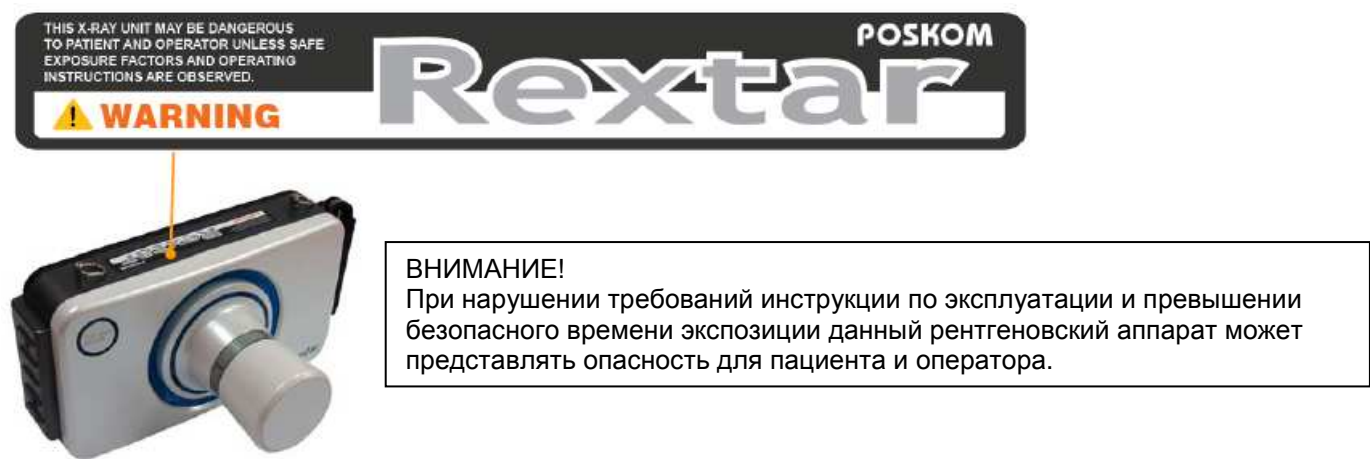 THIS X-RAY UNIT MAY BE DANGEROUS
TO PATIENT AND OPERATOR UNLESS SAFE
EXPOSURE FACTORS AND OPERATING
INSTRUCTIONS ARE OBSERVED.
WARNING
Rextar
POSKOM
ВНИМАНИЕ!
При нарушении требований инструкции по эксплуатации и превышении
безопасного времени экспозиции данный рентгеновский аппарат может
представлять опасность для пациента и оператора.